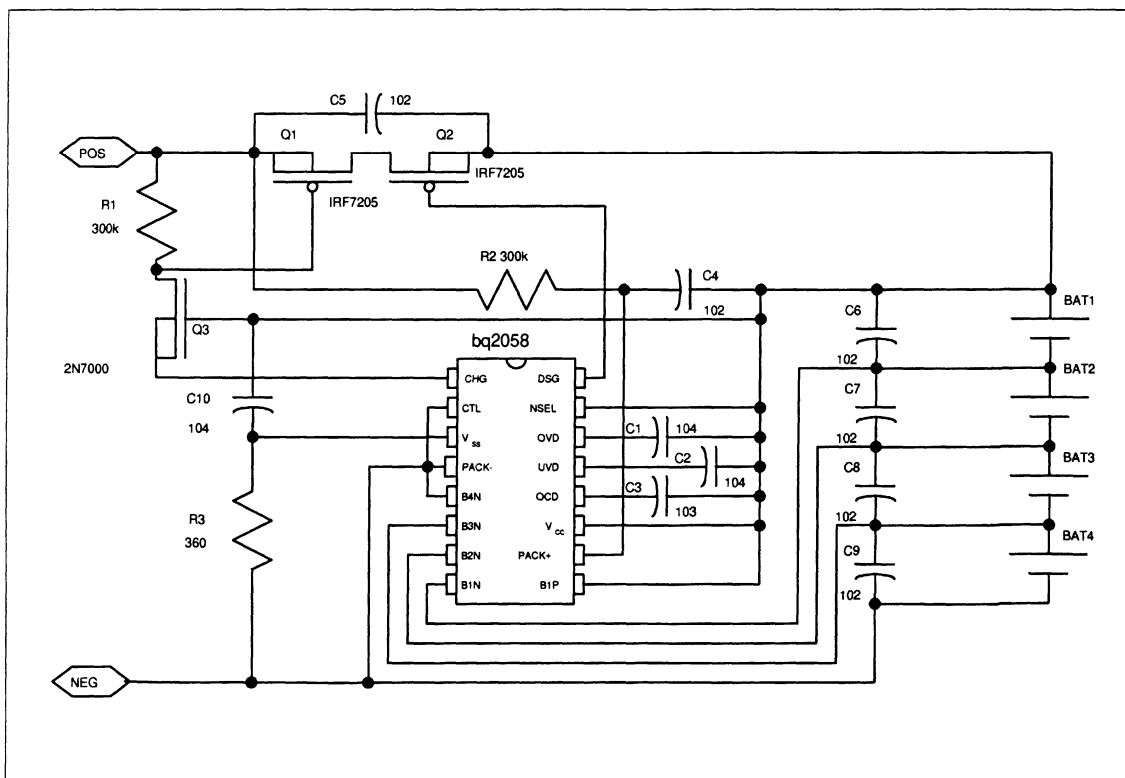 C5
102
Q1
Q2
POS
IRF7205
IRF7205
R1
300k
R2 300k
C4
102
BAT1
C6
Q3
bq2058
2N7000
102
BAT2
C7
C10
104
CHG
CTL
Vss
PACK-
B4N
B3N
B2N
B1N
DSG
NSEL
OVD
UVD
OCD
Vcc
PACK+
B1P
C1
104
C2
104
C3
103
102
BAT3
C8
R3
360
102
BAT4
C9
102
NEG